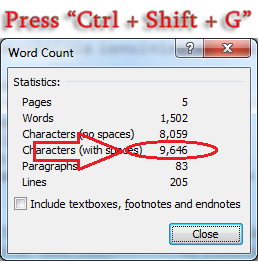 Press “Ctrl + Shift + G”
Word Count
?
Statistics:
Pages 5
Words 1,502
Characters (no spaces) 8,059
Characters (with spaces) 9,646
Paragraphs 83
Lines 205
Include textboxes, footnotes and endnotes
Close